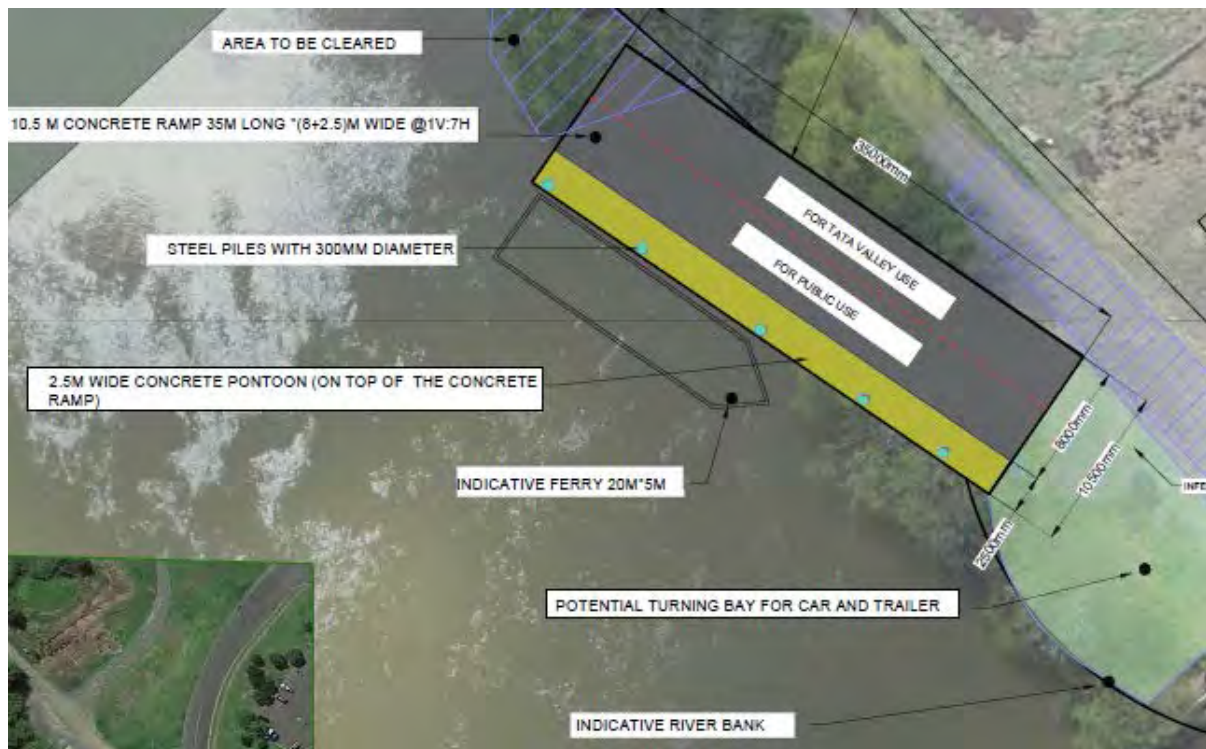 AREA TO BE CLEARED
10.5 M CONCRETE RAMP 35M LONG *(8+2.5)M WIDE @1V:7H
35000mm
FOR TATA VALLEY USE
STEEL PILES WITH 300MM DIAMETER
FOR PUBLIC USE
2.5M WIDE CONCRETE PONTOON (ON TOP OF THE CONCRETE
RAMP)
8000mm
10500mm
INDICATIVE FERRY 20M*5M
INFE
2500mm
POTENTIAL TURNING BAY FOR CAR AND TRAILER
INDICATIVE RIVER BANK